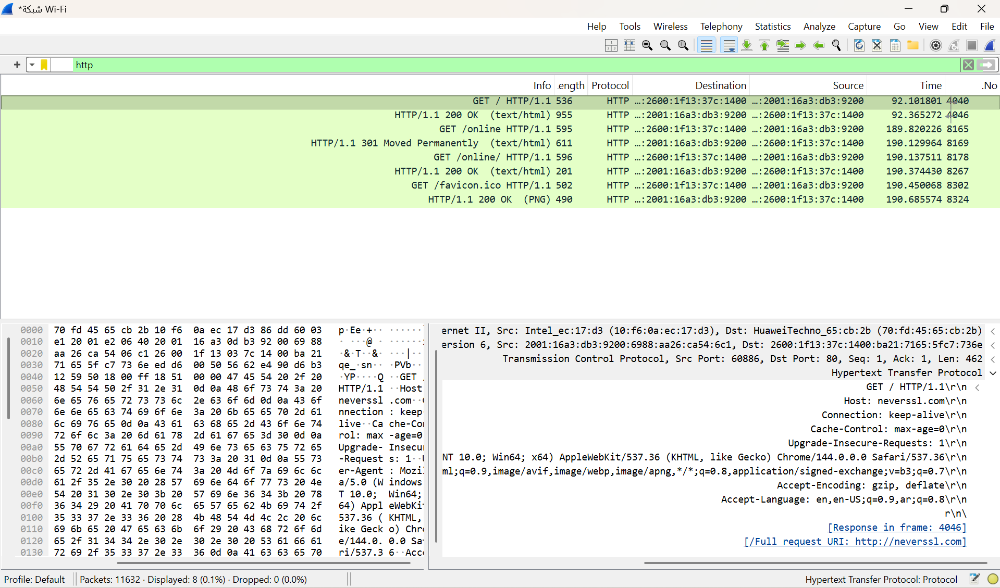 *شبكة Wi-Fi
Help Tools Wireless Telephony Statistics Analyze Capture Go View Edit File
http
Info .ength Protocol Destination Source Time .No
GET / HTTP/1.1 536 HTTP …:2600:1f13:37c:1400 …:2001:16a3:db3:9200 92.101801 4040
HTTP/1.1 200 OK (text/html) 955 HTTP …:2001:16a3:db3:9200 …:2600:1f13:37c:1400 92.365272 4046
GET /online HTTP/1.1 595 HTTP …:2600:1f13:37c:1400 …:2001:16a3:db3:9200 189.820226 8165
HTTP/1.1 301 Moved Permanently (text/html) 611 HTTP …:2001:16a3:db3:9200 …:2600:1f13:37c:1400 190.129964 8169
GET /online/ HTTP/1.1 596 HTTP …:2600:1f13:37c:1400 …:2001:16a3:db3:9200 190.137511 8178
HTTP/1.1 200 OK (text/html) 201 HTTP …:2001:16a3:db3:9200 …:2600:1f13:37c:1400 190.374430 8267
GET /favicon.ico HTTP/1.1 502 HTTP …:2600:1f13:37c:1400 …:2001:16a3:db3:9200 190.450068 8302
HTTP/1.1 200 OK (PNG) 490 HTTP …:2001:16a3:db3:9200 …:2600:1f13:37c:1400 190.685574 8324
0000 70 fd 45 65 cb 2b 10 f6 0a ec 17 d3 86 dd 60 03 p·Ee·+·· ······
0010 e1 20 01 e2 06 40 20 01 16 a3 0d b3 92 00 69 88 · ···@ · ······
0020 aa 26 ca 54 06 c1 26 00 1f 13 03 7c 14 00 ba 21 ·&·T··&· ···|··
0030 71 65 5f c7 73 6e ed d6 00 50 56 62 e4 90 d6 b3 qe_·sn·· ·PVb··
0040 12 59 50 18 00 ff 18 51 00 00 47 45 54 20 2f 20 ·YP····Q ··GET /
0050 48 54 54 50 2f 31 2e 31 0d 0a 48 6f 73 74 3a 20 HTTP/1.1 ··Host
0060 6e 65 76 65 72 73 73 6c 2e 63 6f 6d 0d 0a 43 6f neverssl .com··
0070 6e 6e 65 63 74 69 6f 6e 3a 20 6b 65 65 70 2d 61 nnection : keep
0080 6c 69 76 65 0d 0a 43 61 63 68 65 2d 43 6f 6e 74 live··Ca che-Co
0090 72 6f 6c 3a 20 6d 61 78 2d 61 67 65 3d 30 0d 0a rol: max -age=0
00a0 55 70 67 72 61 64 65 2d 49 6e 73 65 63 75 72 65 Upgrade- Insecu
00b0 2d 52 65 71 75 65 73 74 73 3a 20 31 0d 0a 55 73 -Request s: 1··
00c0 65 72 2d 41 67 65 6e 74 3a 20 4d 6f 7a 69 6c 6c er-Agent : Mozi
00d0 61 2f 35 2e 30 20 28 57 69 6e 64 6f 77 73 20 4e a/5.0 (W indows
00e0 54 20 31 30 2e 30 3b 20 57 69 6e 36 34 3b 20 78 T 10.0; Win64;
00f0 36 34 29 20 41 70 70 6c 65 57 65 62 4b 69 74 2f 64) Appl eWebKi
0100 35 33 37 2e 33 36 20 28 4b 48 54 4d 4c 2c 20 6c 537.36 ( KHTML,
0110 69 6b 65 20 47 65 63 6b 6f 29 20 43 68 72 6f 6d ike Geck o) Chr
0120 65 2f 31 34 34 2e 30 2e 30 2e 30 20 53 61 66 61 e/144.0. 0.0 Sa
0130 72 69 2f 35 33 37 2e 33 36 0d 0a 41 63 63 65 70 ri/537.3 6··Acc
ernet II, Src: Intel_ec:17:d3 (10:f6:0a:ec:17:d3), Dst: HuaweiTechno_65:cb:2b (70:fd:45:65:cb:2b)
ersion 6, Src: 2001:16a3:db3:9200:6988:aa26:ca54:6c1, Dst: 2600:1f13:37c:1400:ba21:7165:5fc7:736e
Transmission Control Protocol, Src Port: 60886, Dst Port: 80, Seq: 1, Ack: 1, Len: 462
Hypertext Transfer Protocol
GET / HTTP/1.1\r\n
Host: neverssl.com\r\n
Connection: keep-alive\r\n
Cache-Control: max-age=0\r\n
Upgrade-Insecure-Requests: 1\r\n
NT 10.0; Win64; x64) AppleWebKit/537.36 (KHTML, like Gecko) Chrome/144.0.0.0 Safari/537.36\r\n
ml;q=0.9,image/avif,image/webp,image/apng,*/*;q=0.8,application/signed-exchange;v=b3;q=0.7\r\n
Accept-Encoding: gzip, deflate\r\n
Accept-Language: en,en-US;q=0.9,ar;q=0.8\r\n
r\n\
[Response in frame: 4046]
[/Full request URI: http://neverssl.com]
Profile: Default Packets: 11632 · Displayed: 8 (0.1%) · Dropped: 0 (0.0%) Hypertext Transfer Protocol: Protocol